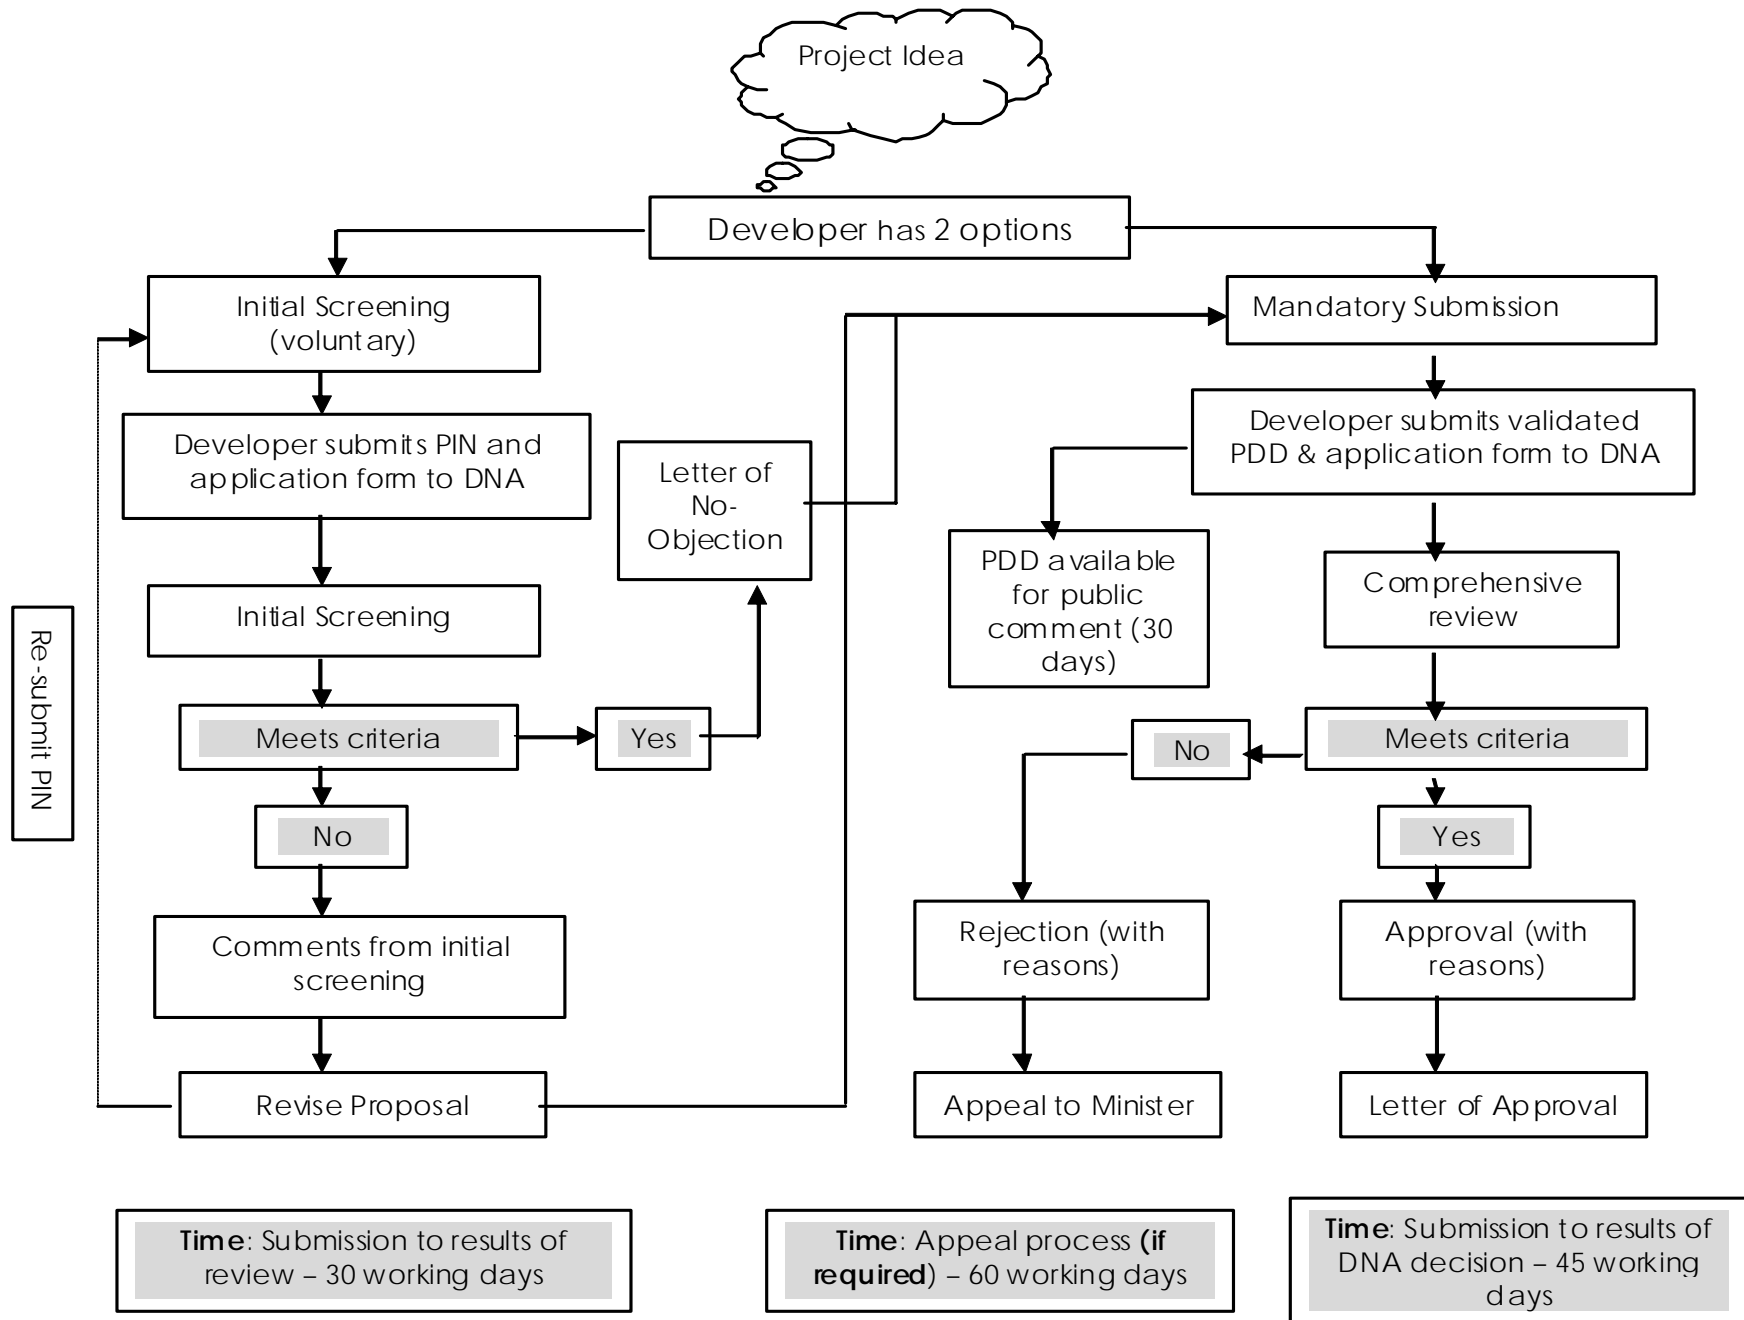 Project Idea
Developer has 2 options
Initial Screening
(voluntary)
Developer submits PIN and
application form to DNA
Initial Screening
Meets criteria
Yes
No
Comments from initial
screening
Revise Proposal
Re-submit PIN
Letter of
No-
Objection
Mandatory Submission
Developer submits validated
PDD & application form to DNA
PDD available
for public
comment (30
days)
Comprehensive
review
Meets criteria
No
Yes
Rejection (with
reasons)
Approval (with
reasons)
Appeal to Minister
Letter of Approval
Time: Submission to results of
review – 30 working days
Time: Appeal process (if
required) – 60 working days
Time: Submission to results of
DNA decision – 45 working
days